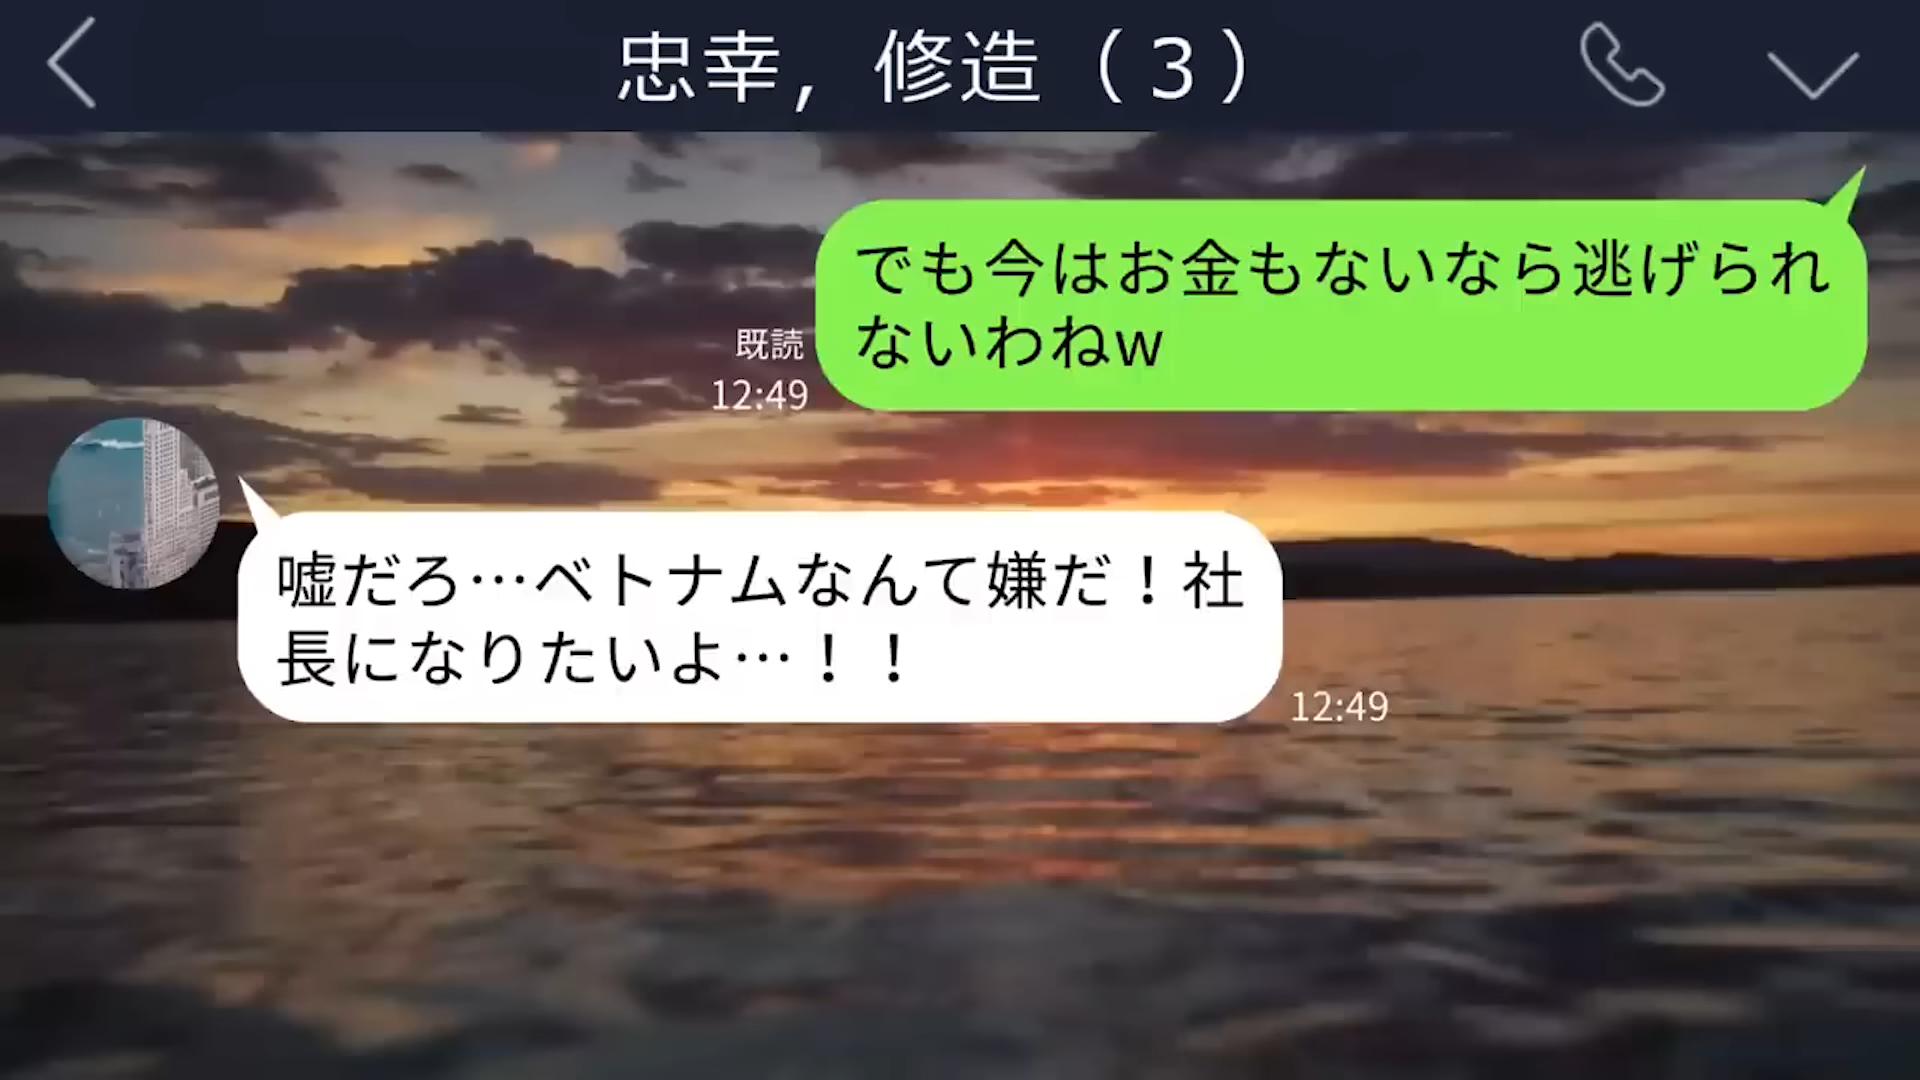 忠幸，修造（３）
でも今はお金もないなら逃げられ
ないわねw
既読
12:49
嘘だろ…ベトナムなんて嫌だ！社
長になりたいよ…！！
12:49